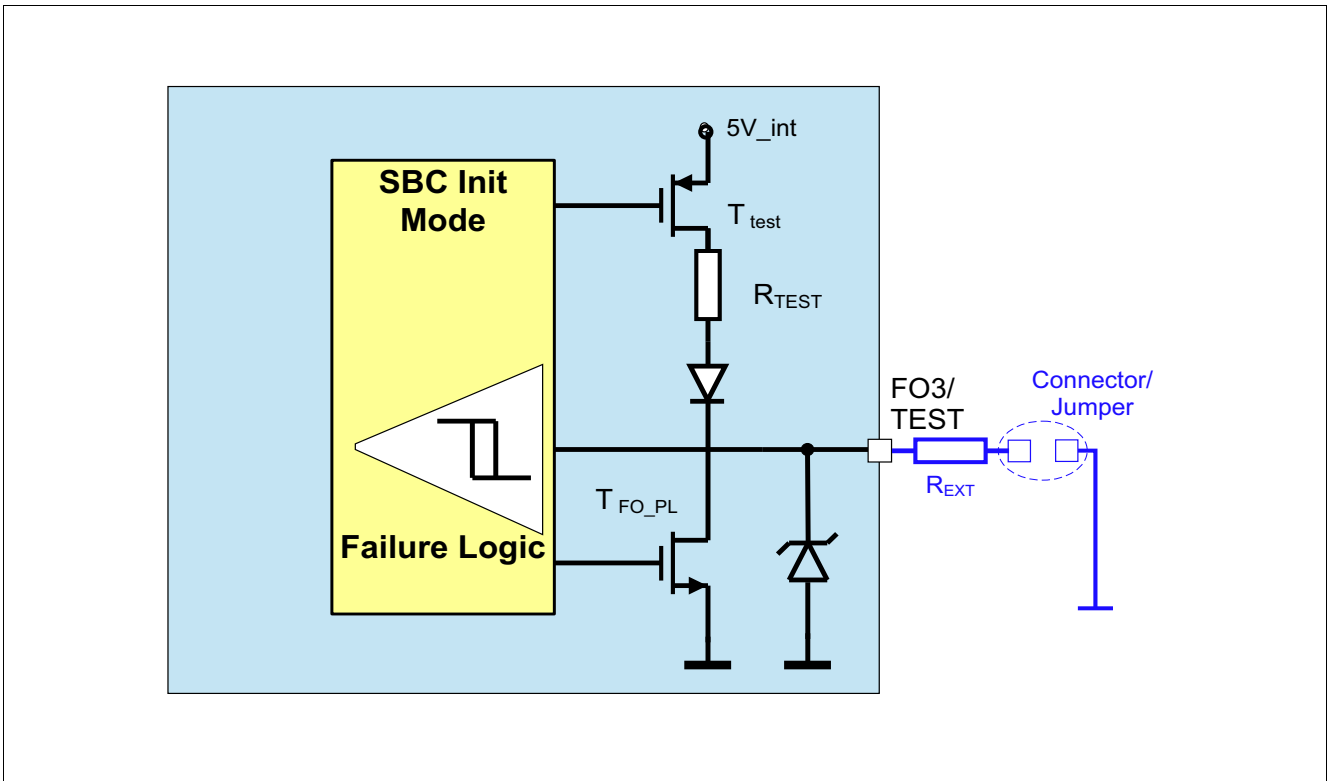 5V_int
SBC Init
Mode
T test
RTEST
FO3/
TEST
Connector/
Jumper
REXT
T FO_PL
Failure Logic